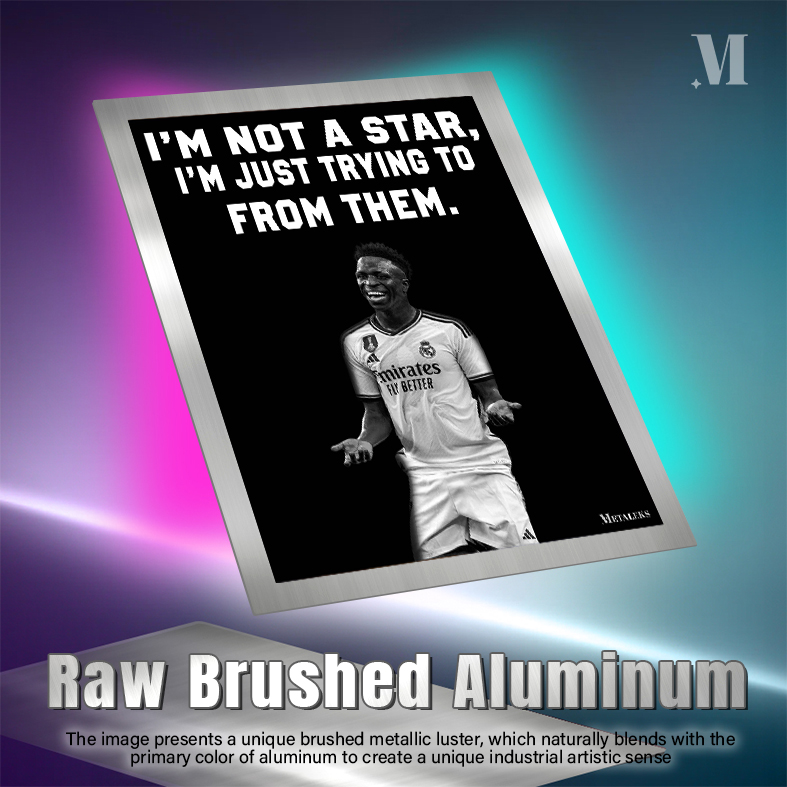 M
I'M NOT A STAR,
I'M JUST TRYING TO
FROM THEM.
Emirates
FLY BETTER
METALEKS
Raw Brushed Aluminum
The image presents a unique brushed metallic luster, which naturally blends with the
primary color of aluminum to create a unique industrial artistic sense